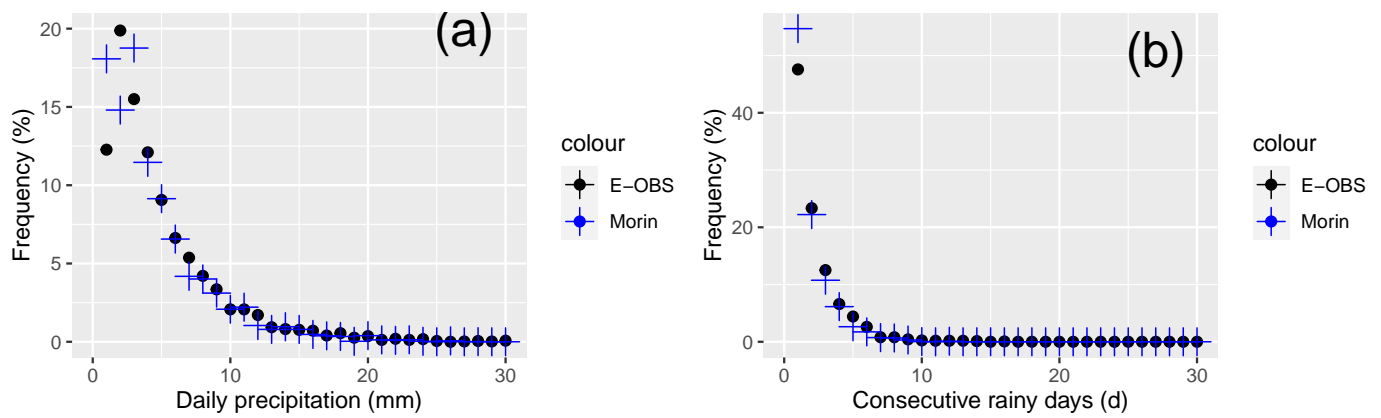 (a)
20
15
10
5
0
Frequency (%)
0 10 20 30
Daily precipitation (mm)
colour
E−OBS
Morin
(b)
40
20
0
Frequency (%)
0 10 20 30
Consecutive rainy days (d)
colour
E−OBS
Morin